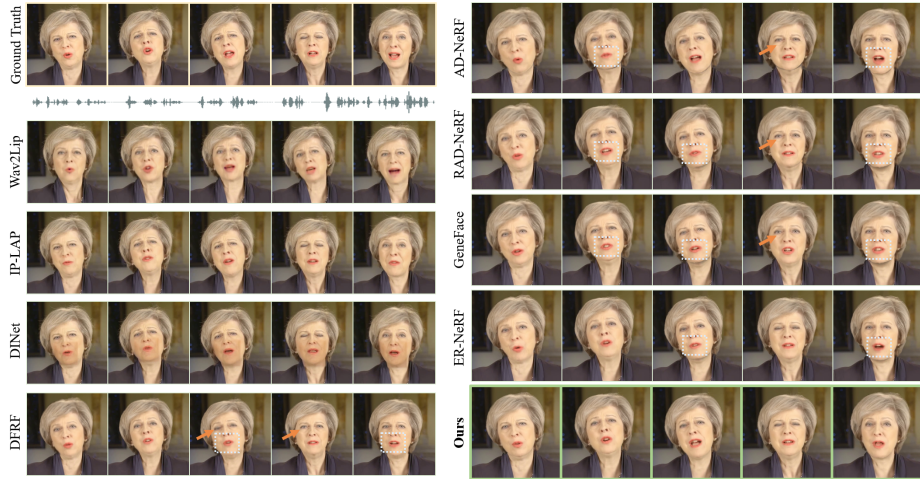 Ground Truth
Wav2Lip
IP-LAP
DINet
DFRF
AD-NeRF
RAD-NeRF
GeneFace
ER-NeRF
Ours